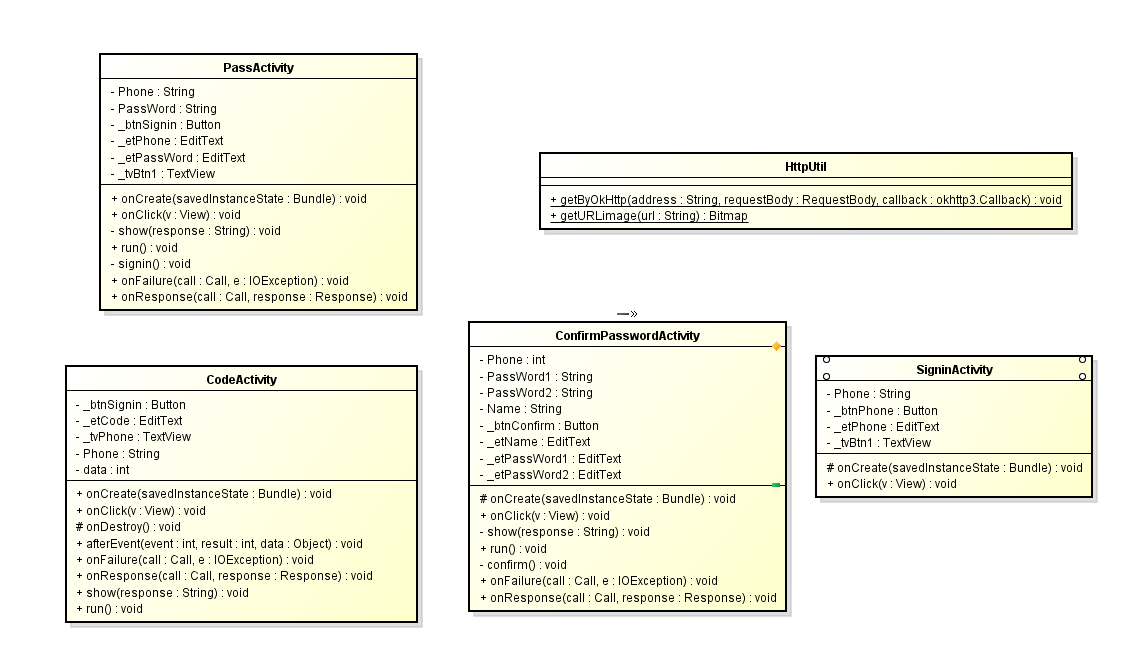 PassActivity
- Phone : String
- PassWord : String
- _btnSignin : Button
- _etPhone : EditText
- _etPassWord : EditText
- _tvBtn1 : TextView
+ onCreate(savedInstanceState : Bundle) : void
+ onClick(v : View) : void
- show(response : String) : void
+ run() : void
- signin() : void
+ onFailure(call : Call, e : IOException) : void
+ onResponse(call : Call, response : Response) : void
HttpUtil
+ getByOkHttp(address : String, requestBody : RequestBody, callback : okhttp3.Callback) : void
+ getURLimage(url : String) : Bitmap
CodeActivity
- _btnSignin : Button
- _etCode : EditText
- _tvPhone : TextView
- Phone : String
- data : int
+ onCreate(savedInstanceState : Bundle) : void
+ onClick(v : View) : void
# onDestroy() : void
+ afterEvent(event : int, result : int, data : Object) : void
+ onFailure(call : Call, e : IOException) : void
+ onResponse(call : Call, response : Response) : void
+ show(response : String) : void
+ run() : void
ConfirmPasswordActivity
- Phone : int
- PassWord1 : String
- PassWord2 : String
- Name : String
- _btnConfirm : Button
- _etName : EditText
- _etPassWord1 : EditText
- _etPassWord2 : EditText
# onCreate(savedInstanceState : Bundle) : void
+ onClick(v : View) : void
- show(response : String) : void
+ run() : void
- confirm() : void
+ onFailure(call : Call, e : IOException) : void
+ onResponse(call : Call, response : Response) : void
SigninActivity
- Phone : String
- _btnPhone : Button
- _etPhone : EditText
- _tvBtn1 : TextView
# onCreate(savedInstanceState : Bundle) : void
+ onClick(v : View) : void